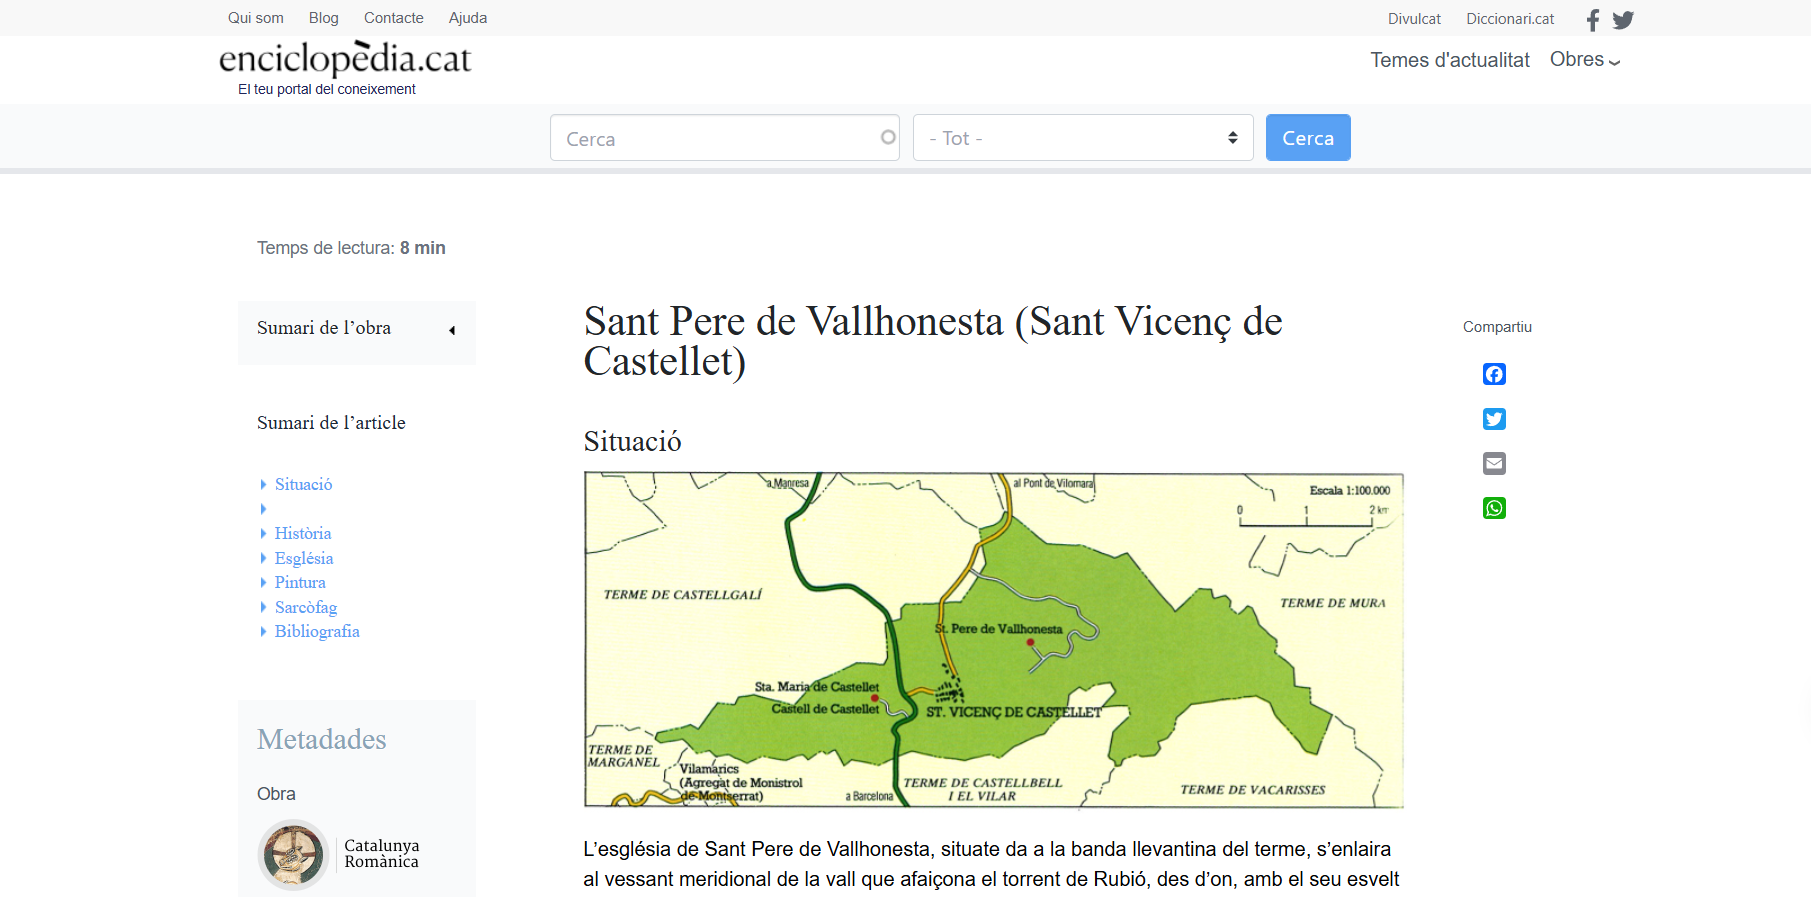 Qui som Blog Contacte Ajuda
Divulcat Diccionari.cat
enciclopèdia.cat
El teu portal del coneixement
Temes d'actualitat Obres
Cerca
- Tot -
Cerca
Temps de lectura: 8 min
Sumari de l’obra
Sumari de l’article
Situació
Història
Església
Pintura
Sarcòfag
Bibliografia
Metadades
Obra
Catalunya
Romànica
Sant Pere de Vallhonesta (Sant Vicenç de
Castellet)
Situació
a Manresa
al Pont de Vilomara
Escala 1:100.000
0 1 2 km
TERME DE CASTELLGALÍ
TERME DE MURA
St. Pere de Vallhonesta
Sta. Maria de Castellet
Castell de Castellet
ST. VICENÇ DE CASTELLET
TERME DE
MARGANELL
Vilamarics
(Agregat de Monistrol
de Montserrat)
a Barcelona
TERME DE CASTELLBELL
I EL VILAR
TERME DE VACARISSES
L’església de Sant Pere de Vallhonesta, situate da a la banda llevantina del terme, s’enlaira
al vessant meridional de la vall que afaiçona el torrent de Rubió, des d’on, amb el seu esvelt
Compartiu